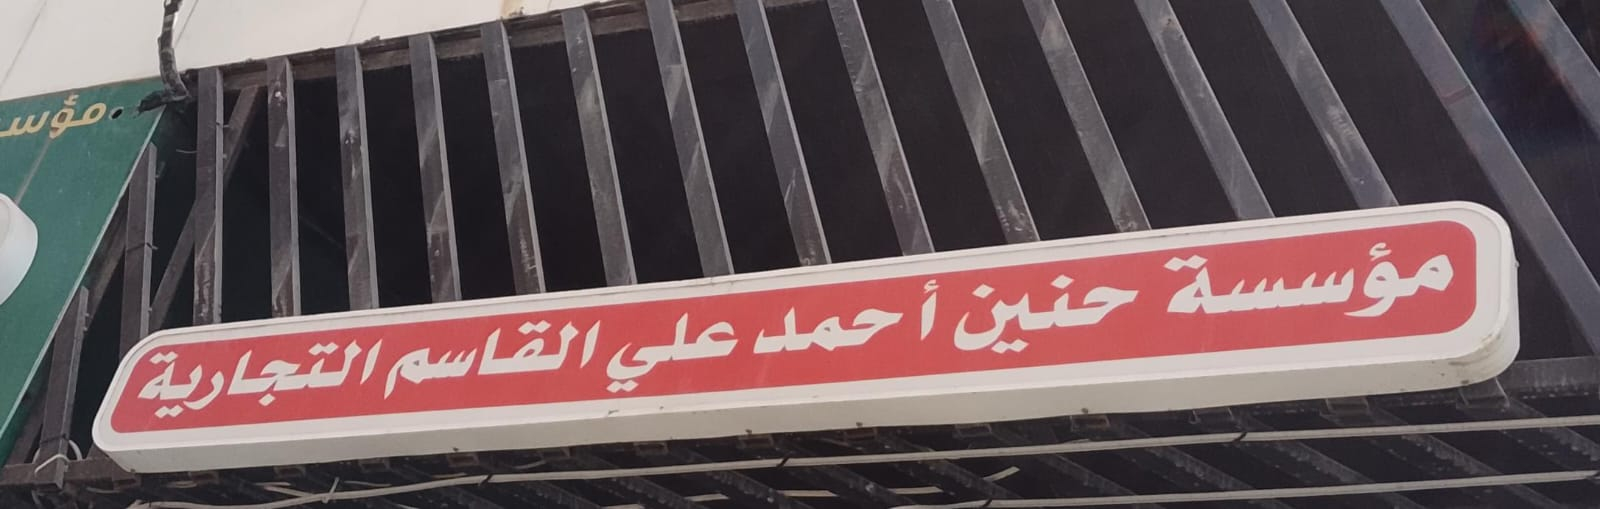 مؤسسة حنين أحمد علي القاسم التجارية